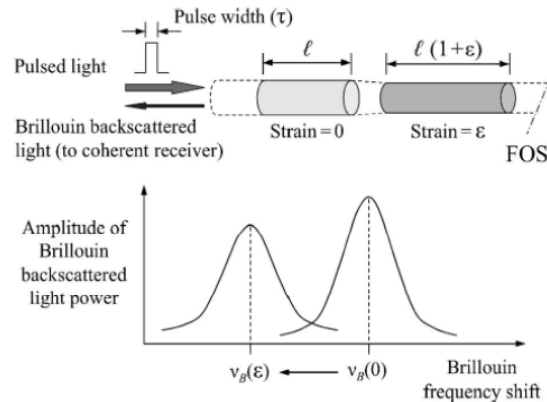 Pulse width (τ)
Pulsed light
ℓ
ℓ (1+ε)
Brillouin backscattered
light (to coherent receiver)
Strain=0
Strain=ε
FOS
Amplitude of
Brillouin
backscattered
light power
ν_B(ε)
ν_B(0)
Brillouin
frequency shift